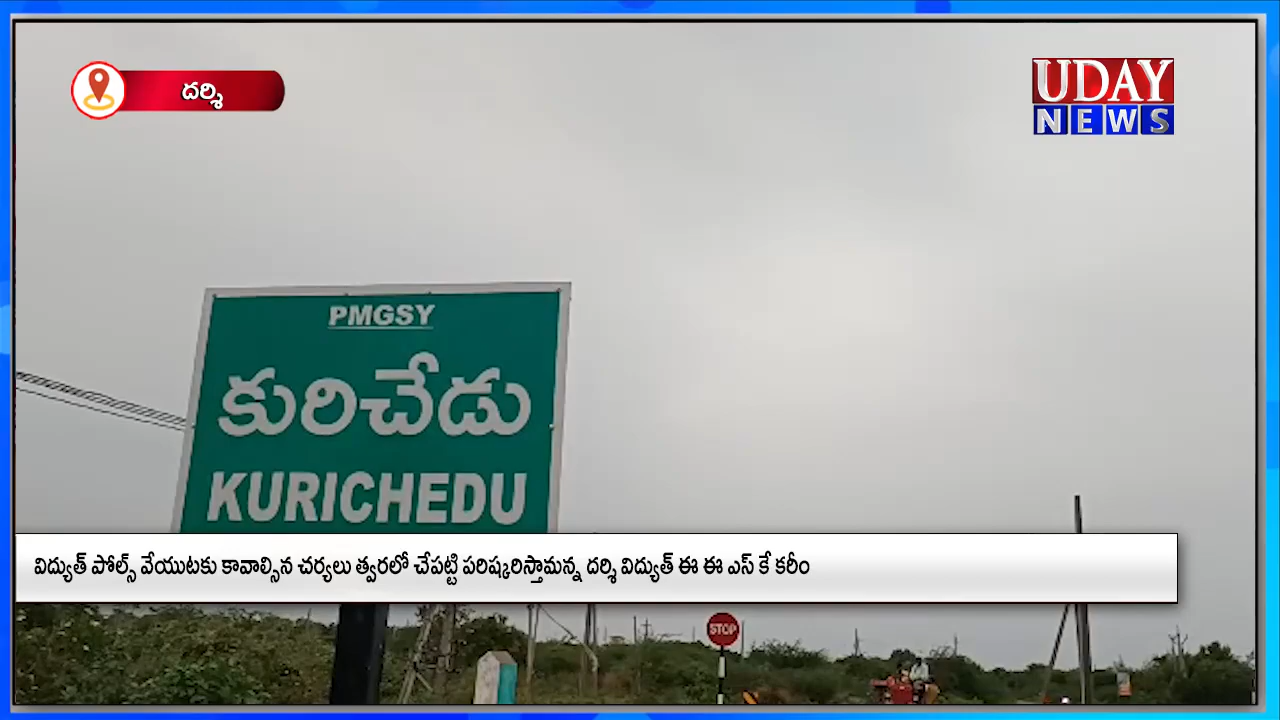 దర్శి
UDAY
NEWS
PMGSY
కురిచేడు
KURICHEDU
విద్యుత్ పోల్స్ వేయుటకు కావాల్సిన చర్యలు త్వరలో చేపట్టి పరిష్కరిస్తామన్న దర్శి విద్యుత్ ఈ ఈ ఎస్ కే కరీం
STOP